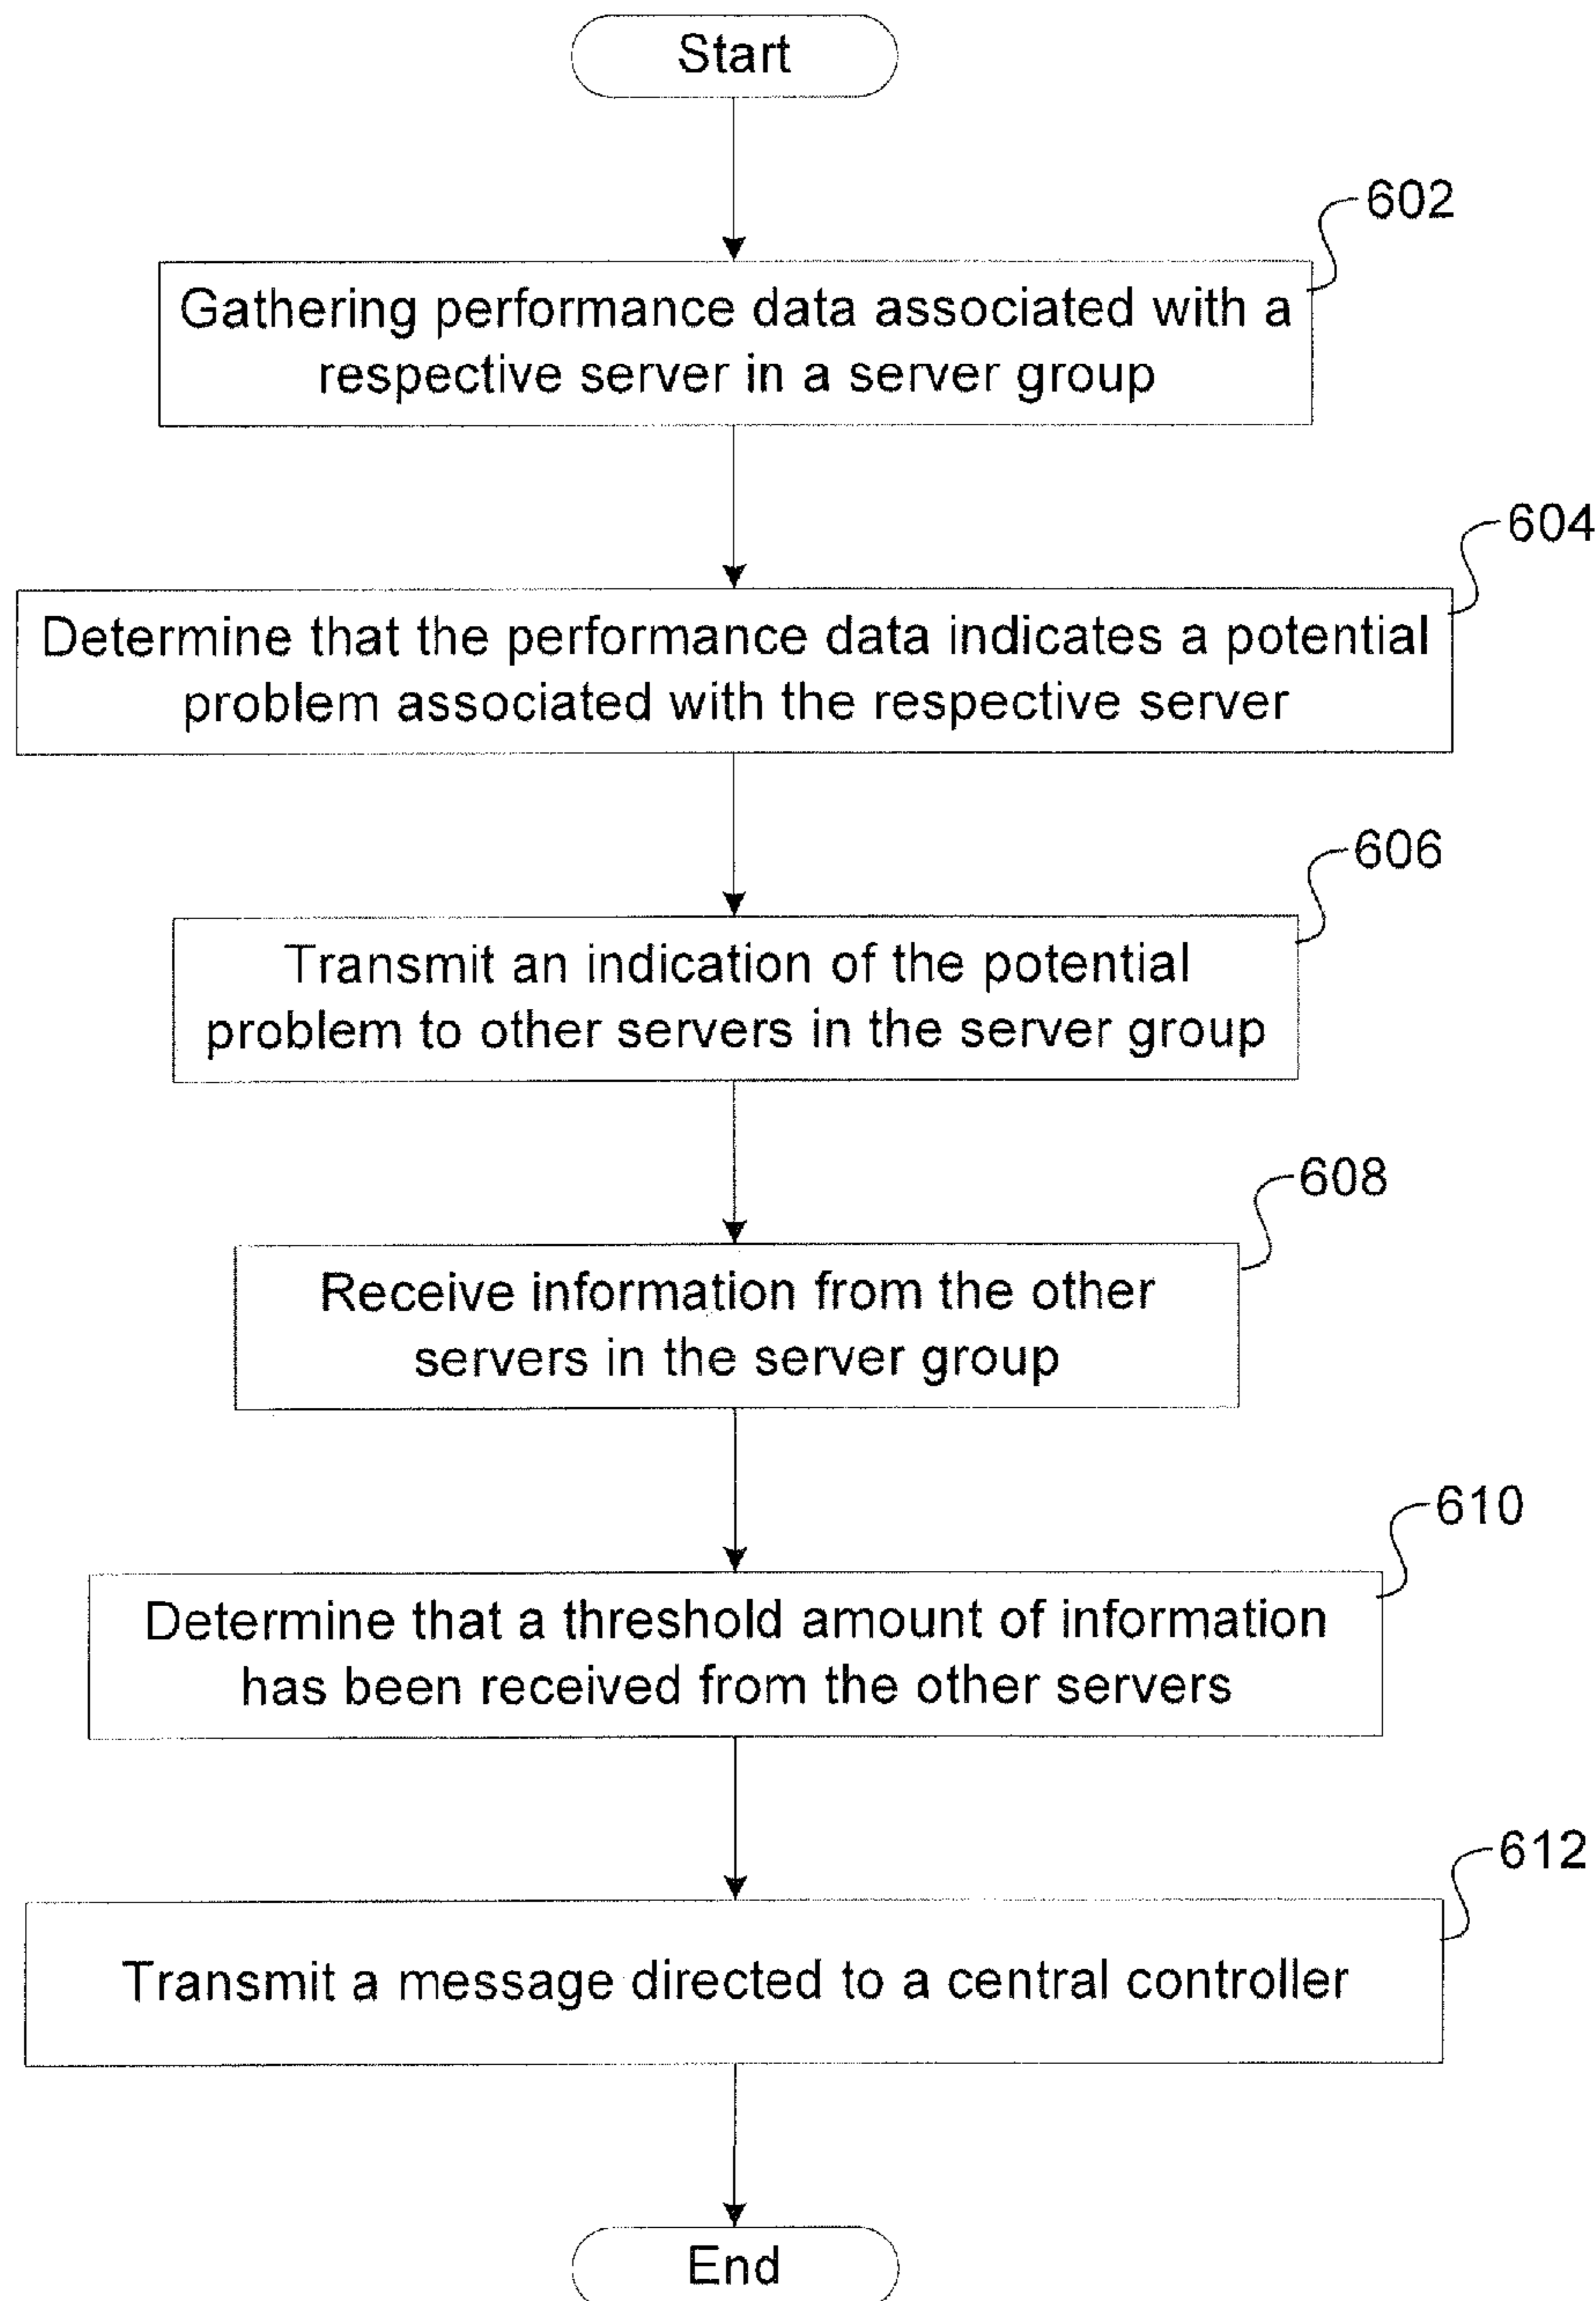 Start
602
Gathering performance data associated with a
respective server in a server group
604
Determine that the performance data indicates a potential
problem associated with the respective server
606
Transmit an indication of the potential
problem to other servers in the server group
608
Receive information from the other
servers in the server group
610
Determine that a threshold amount of information
has been received from the other servers
612
Transmit a message directed to a central controller
End